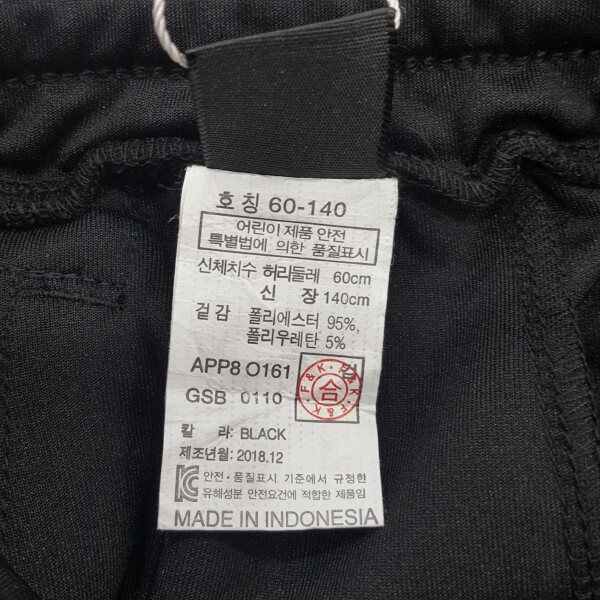 호 칭 60-140
어린이 제품 안전
특별법에 의한 품질표시
신체치수 허리둘레 60cm
신 장 140cm
겉 감 폴리에스터 95%,
폴리우레탄 5%
APP8 O161
GSB 0110
F&K F&K F&K
合
칼 라: BLACK
제조년월: 2018.12
안전·품질표시 기준에서 규정한
유해성분 안전요건에 적합한 제품임
MADE IN INDONESIA